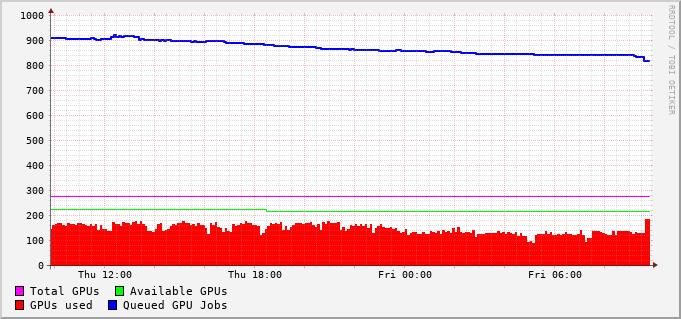 1000
900
800
700
600
500
400
300
200
100
0
Thu 12:00 Thu 18:00 Fri 00:00 Fri 06:00
Total GPUs Available GPUs
GPUs used Queued GPU Jobs
RRDTOOL / TOBI OETIKER